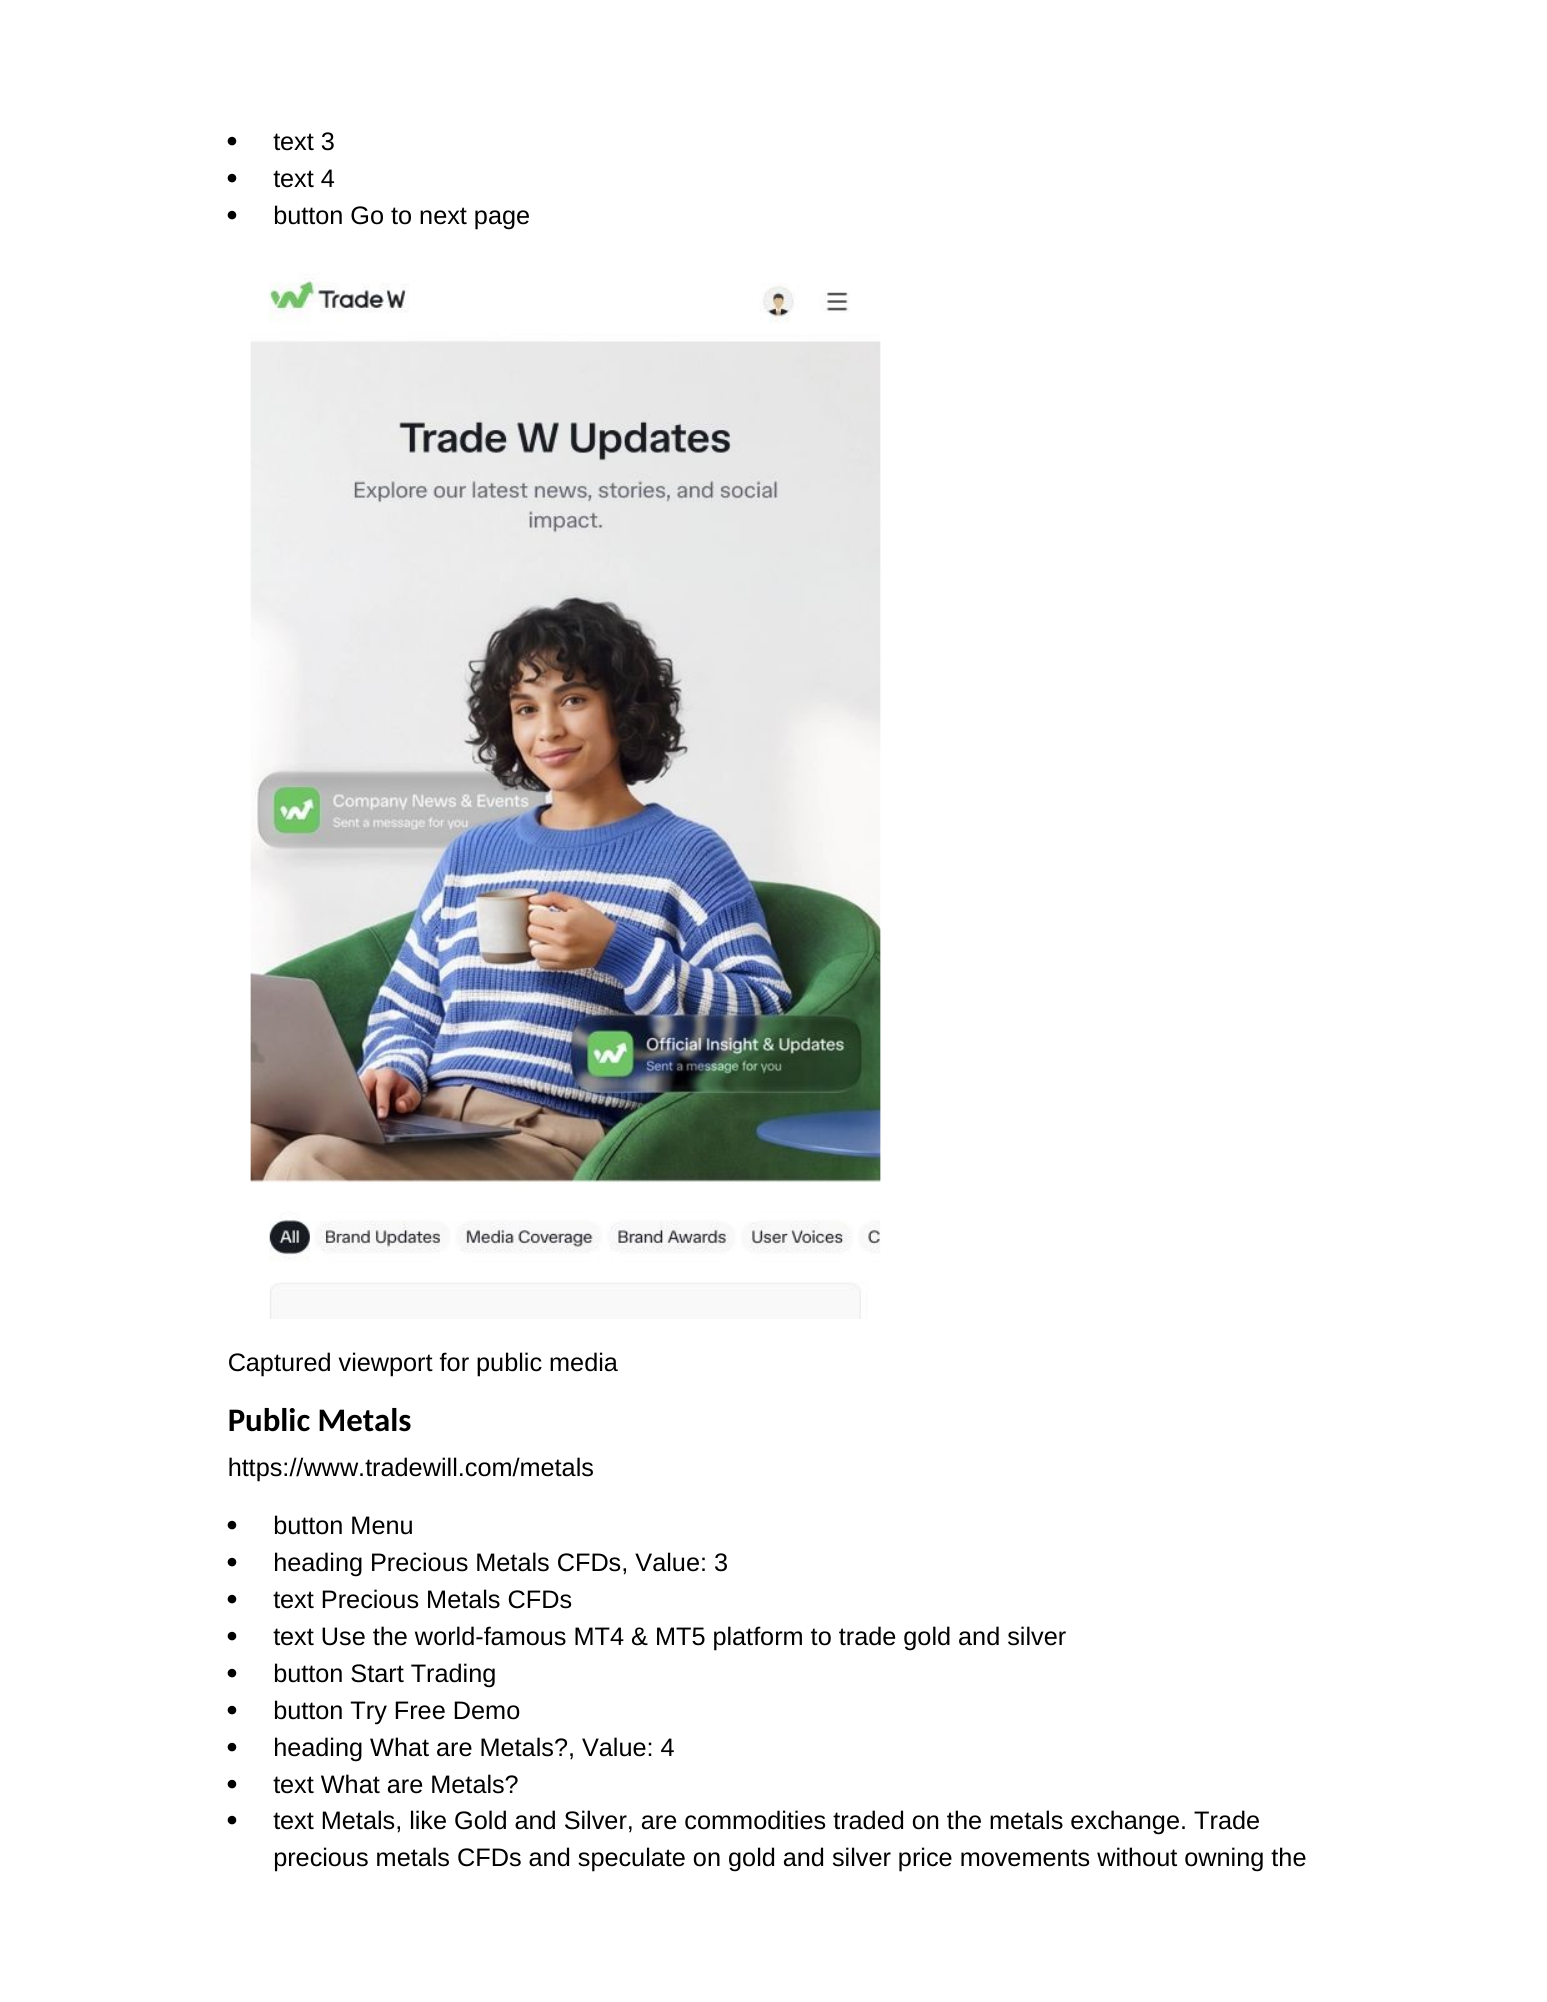 text 3
text 4
button Go to next page
Trade W
Trade W Updates
Explore our latest news, stories, and social
impact.
Company News & Events
Sent a message for you
Official Insight & Updates
Sent a message for you
All Brand Updates Media Coverage Brand Awards User Voices C
Captured viewport for public media
Public Metals
https://www.tradewill.com/metals
button Menu
heading Precious Metals CFDs, Value: 3
text Precious Metals CFDs
text Use the world-famous MT4 & MT5 platform to trade gold and silver
button Start Trading
button Try Free Demo
heading What are Metals?, Value: 4
text What are Metals?
text Metals, like Gold and Silver, are commodities traded on the metals exchange. Trade
precious metals CFDs and speculate on gold and silver price movements without owning the